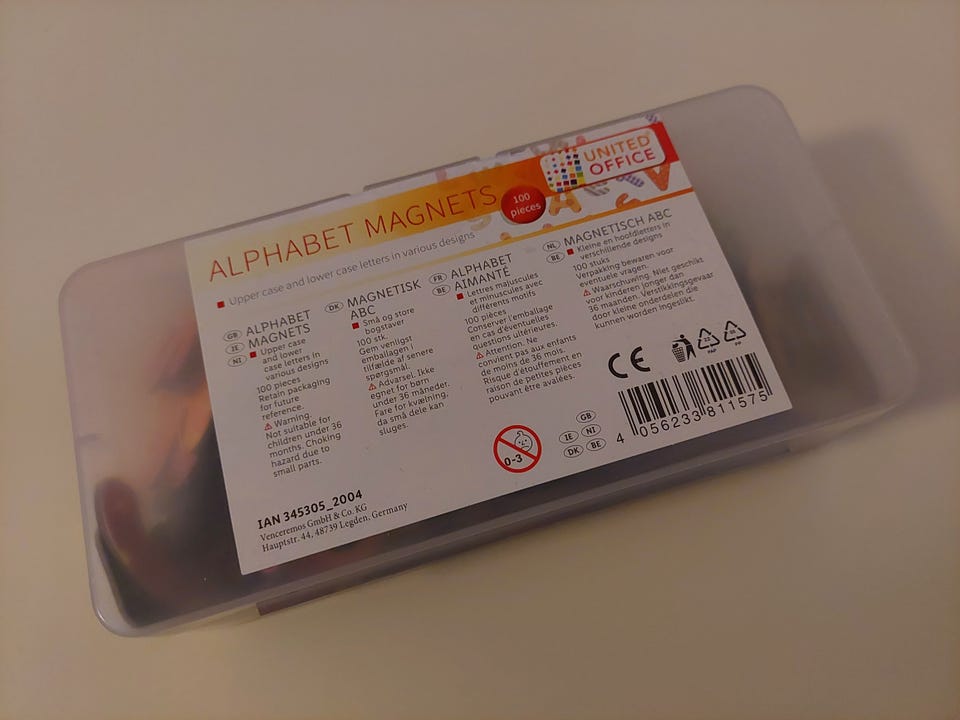 UNITED
OFFICE
ALPHABET MAGNETS
100
pieces
Upper case and lower case letters in various designs
GB
IE
NI
ALPHABET
MAGNETS
Upper case
and lower
case letters in
various designs
100 pieces
Retain packaging
for future
reference.
Warning.
Not suitable for
children under 36
months. Choking
hazard due to
small parts.
DK
MAGNETISK
ABC
Små og store
bogstaver
100 stk.
Gem venligst
emballagen i
tilfælde af senere
spørgsmål.
Advarsel. Ikke
egnet for børn
under 36 måneder.
Fare for kvælning,
da små dele kan
sluges.
FR
BE
ALPHABET
AIMANTÉ
Lettres majuscules
et minuscules avec
différents motifs
100 pièces
Conserver l'emballage
en cas d'éventuelles
questions ultérieures.
Attention. Ne
convient pas aux enfants
de moins de 36 mois.
Risque d'étouffement en
raison de petites pièces
pouvant être avalées.
NL
BE
MAGNETISCH ABC
Kleine en hoofdletters in
verschillende designs
100 stuks
Verpakking bewaren voor
eventuele vragen.
Waarschuwing. Niet geschikt
voor kinderen jonger dan
36 maanden. Verstikkingsgevaar
door kleine onderdelen die
kunnen worden ingeslikt.
CE
22
PAP
PP
0-3
GB
IE NI
DK BE
4 056233 811575
IAN 345305_2004
Venceremos GmbH & Co. KG
Hauptstr. 44, 48739 Legden, Germany